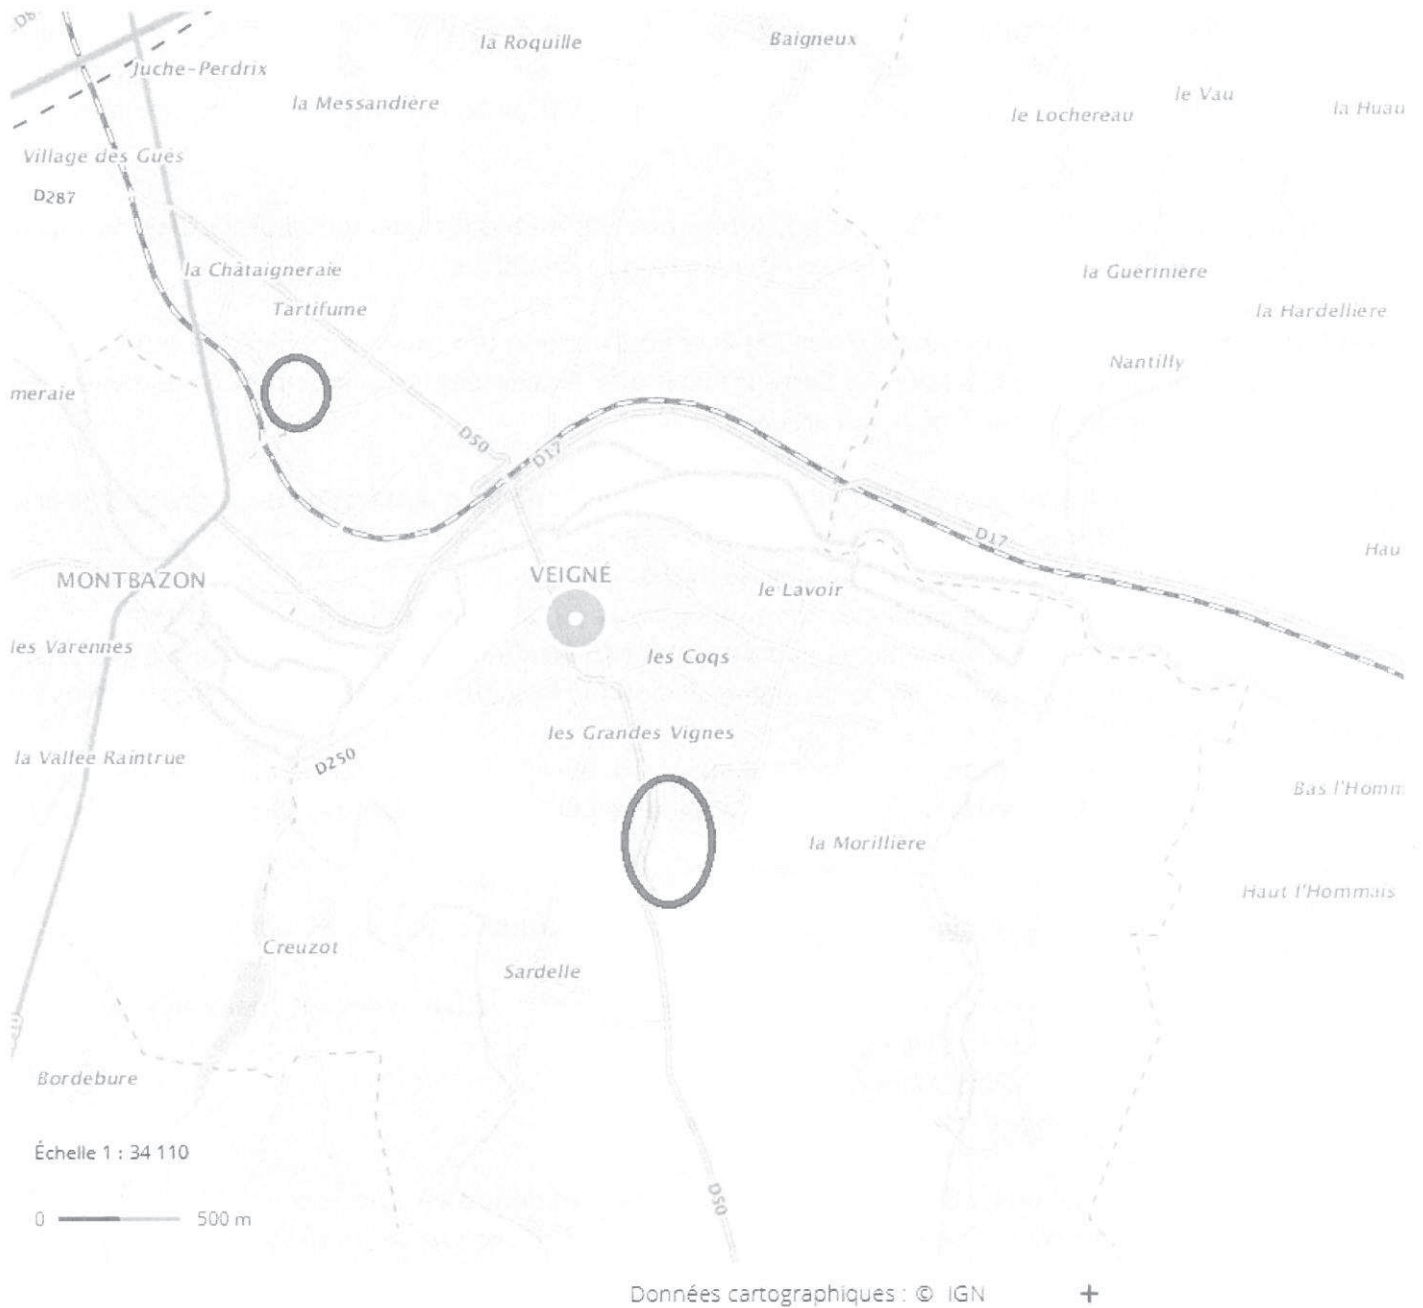 la Roquille
Baigneux
Juche-Perdrix
la Messandière
le Vau
le Lochereau
la Huau
Village des Gués
D287
la Châtaigneraie
la Guerinière
Tartifume
la Hardellière
Nantilly
meraie
D50
D17
D17
Hau
MONTBAZON
VEIGNÉ
le Lavoir
les Varennes
les Coqs
les Grandes Vignes
la Vallée Raintrue
D250
Bas l'Homm
la Morillière
Haut l'Hommais
Creuzot
Sardelle
Bordebure
Échelle 1 : 34 110
D50
0 500 m
Données cartographiques : © IGN +